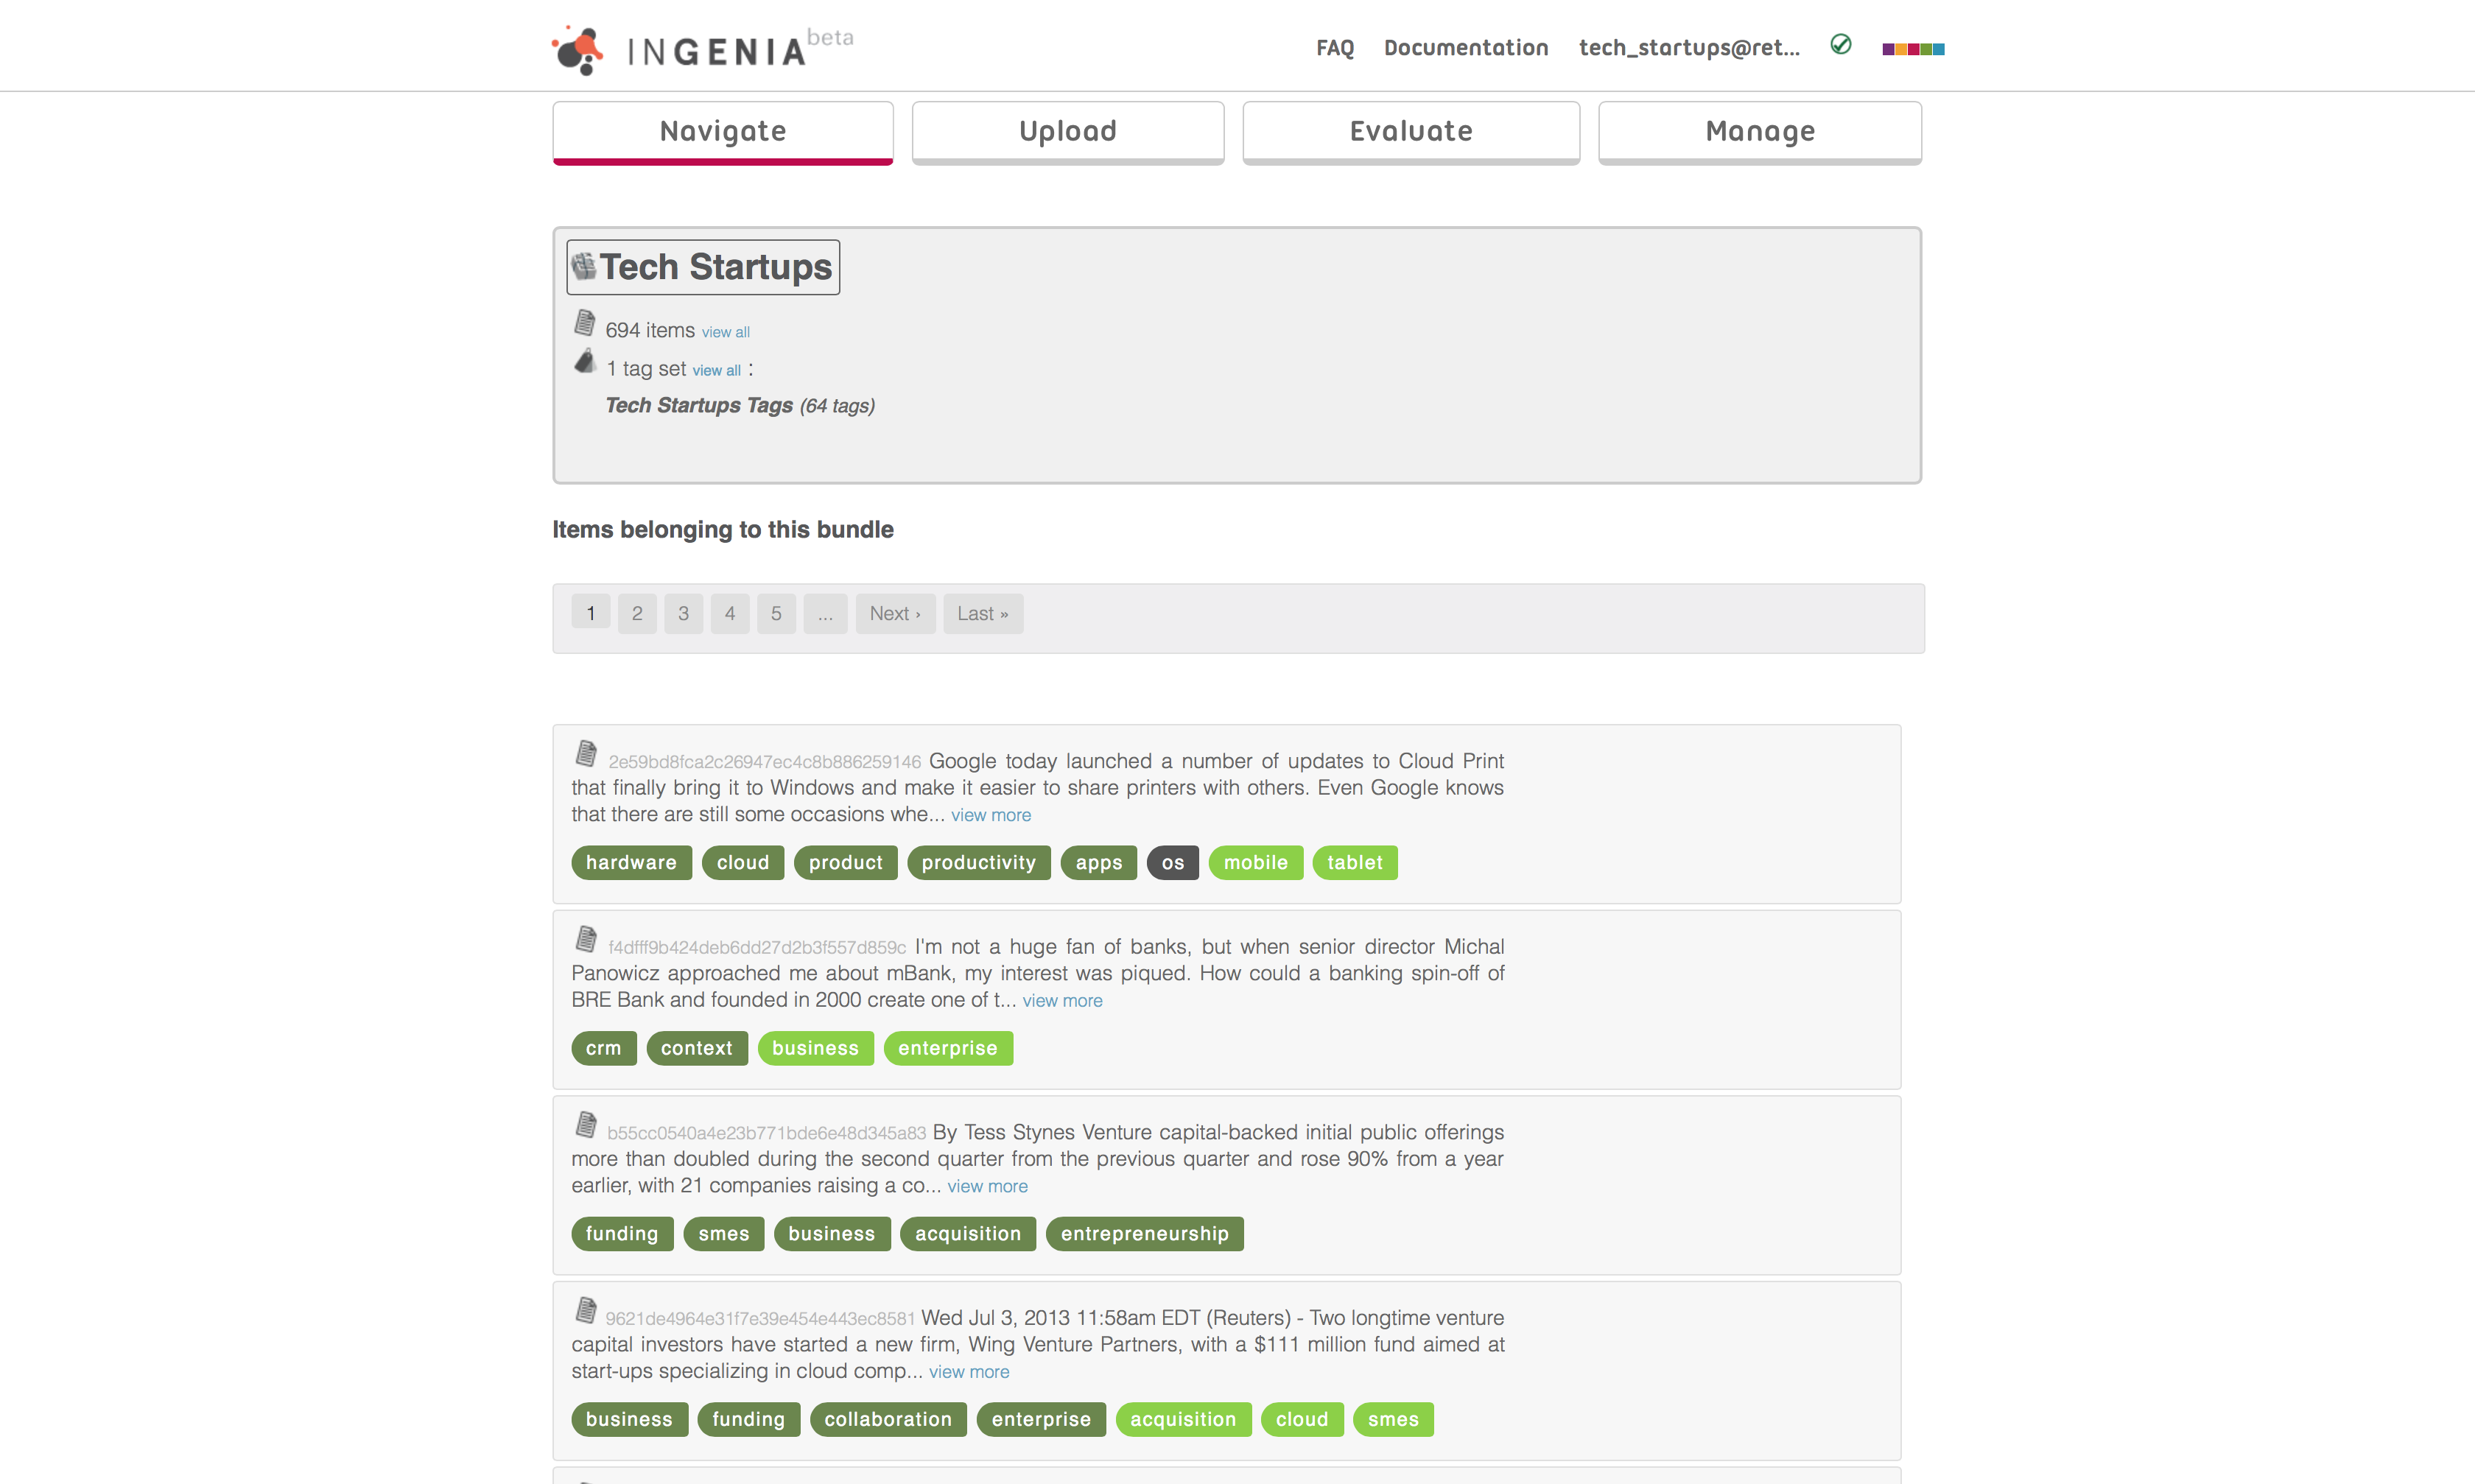 INGENIA beta
FAQ Documentation tech_startups@ret...
Navigate Upload Evaluate Manage
Tech Startups
694 items view all
1 tag set view all :
Tech Startups Tags (64 tags)
Items belonging to this bundle
1 2 3 4 5 ... Next › Last »
2e59bd8fca2c26947ec4c8b886259146 Google today launched a number of updates to Cloud Print
that finally bring it to Windows and make it easier to share printers with others. Even Google knows
that there are still some occasions whe... view more
hardware cloud product productivity apps os mobile tablet
f4dfff9b424deb6dd27d2b3f557d859c I'm not a huge fan of banks, but when senior director Michal
Panowicz approached me about mBank, my interest was piqued. How could a banking spin-off of
BRE Bank and founded in 2000 create one of t... view more
crm context business enterprise
b55cc0540a4e23b771bde6e48d345a83 By Tess Stynes Venture capital-backed initial public offerings
more than doubled during the second quarter from the previous quarter and rose 90% from a year
earlier, with 21 companies raising a co... view more
funding smes business acquisition entrepreneurship
9621de4964e31f7e39e454e443ec8581 Wed Jul 3, 2013 11:58am EDT (Reuters) - Two longtime venture
capital investors have started a new firm, Wing Venture Partners, with a $111 million fund aimed at
start-ups specializing in cloud comp... view more
business funding collaboration enterprise acquisition cloud smes